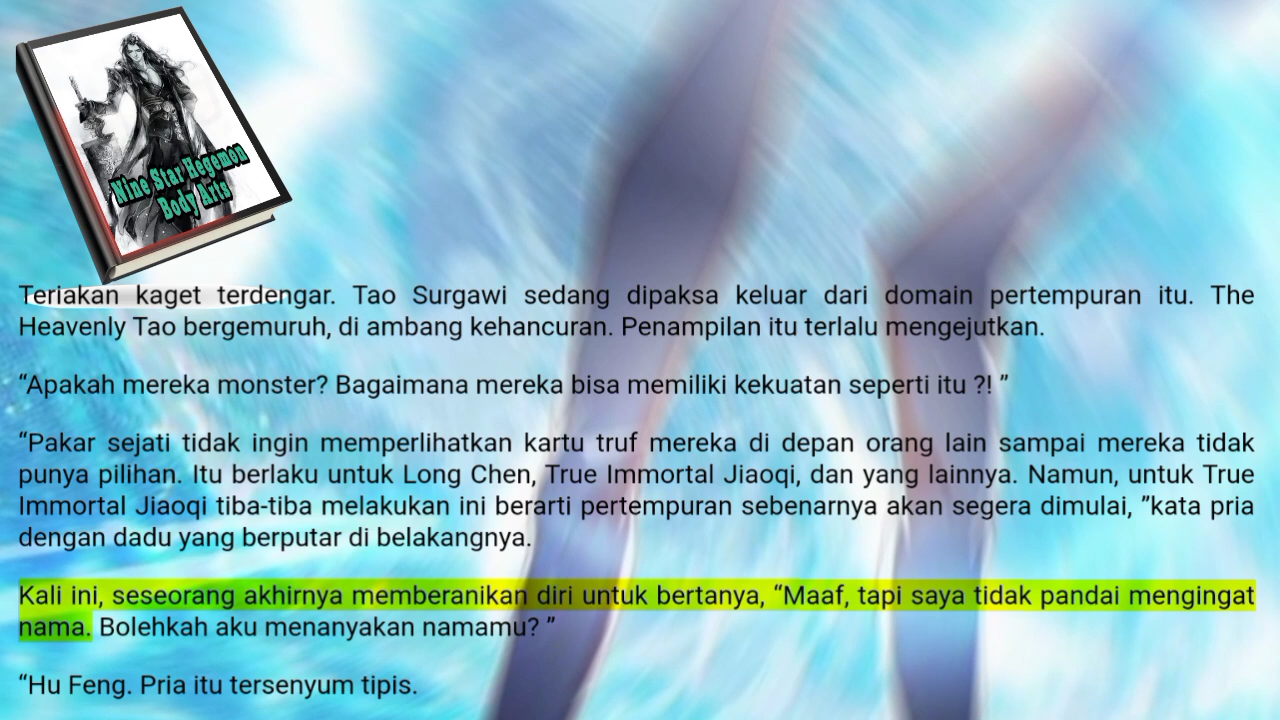 Nine Star Hegemon
Body Arts
Teriakan kaget terdengar. Tao Surgawi sedang dipaksa keluar dari domain pertempuran itu. The
Heavenly Tao bergemuruh, di ambang kehancuran. Penampilan itu terlalu mengejutkan.
“Apakah mereka monster? Bagaimana mereka bisa memiliki kekuatan seperti itu ?! ”
“Pakar sejati tidak ingin memperlihatkan kartu truf mereka di depan orang lain sampai mereka tidak
punya pilihan. Itu berlaku untuk Long Chen, True Immortal Jiaoqi, dan yang lainnya. Namun, untuk True
Immortal Jiaoqi tiba-tiba melakukan ini berarti pertempuran sebenarnya akan segera dimulai, ”kata pria
dengan dadu yang berputar di belakangnya.
Kali ini, seseorang akhirnya memberanikan diri untuk bertanya, “Maaf, tapi saya tidak pandai mengingat
nama. Bolehkah aku menanyakan namamu? ”
“Hu Feng. Pria itu tersenyum tipis.